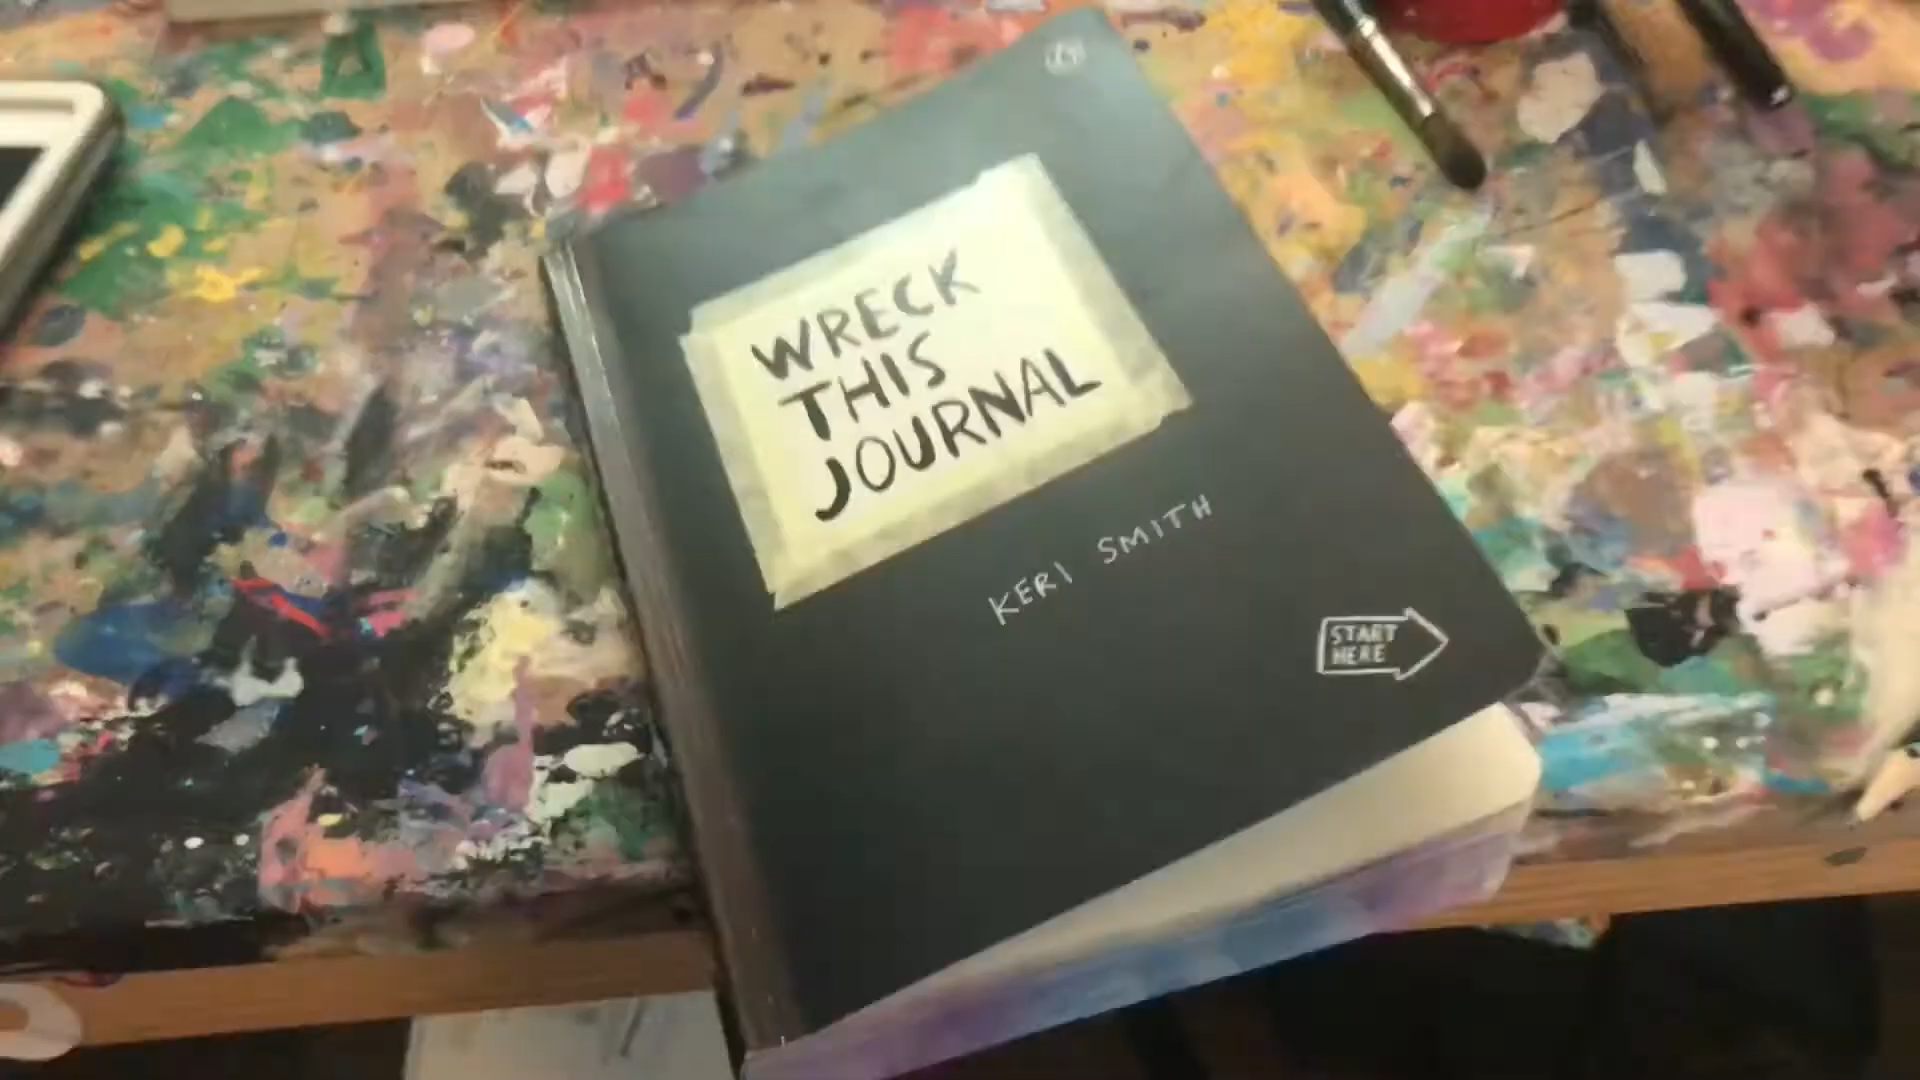 WRECK
THIS
JOURNAL
KERI SMITH
START
HERE